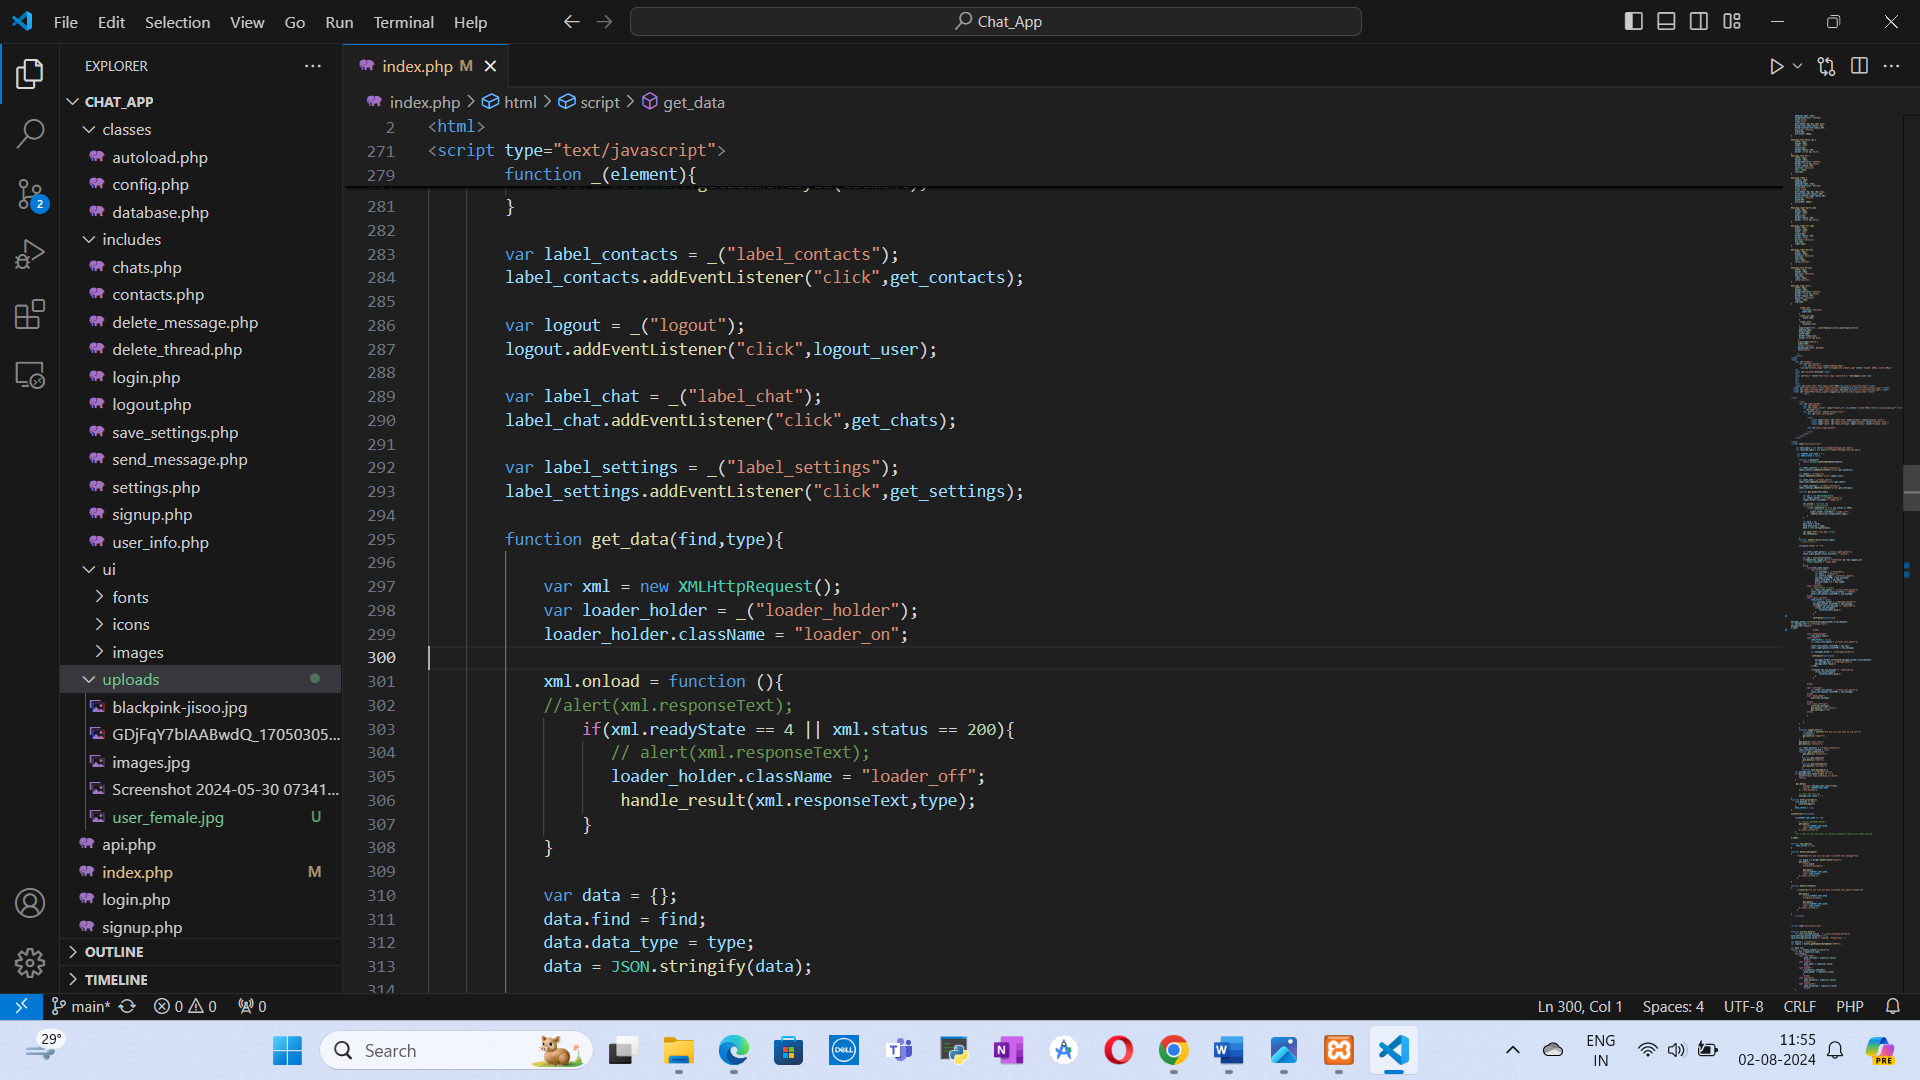 File Edit Selection View Go Run Terminal Help
Chat_App
EXPLORER
CHAT_APP
classes
autoload.php
config.php
database.php
includes
chats.php
contacts.php
delete_message.php
delete_thread.php
login.php
logout.php
save_settings.php
send_message.php
settings.php
signup.php
user_info.php
ui
fonts
icons
images
uploads
blackpink-jisoo.jpg
GDjFqY7bIAABwdQ_17050305...
images.jpg
Screenshot 2024-05-30 07341...
user_female.jpg U
api.php
index.php M
login.php
signup.php
OUTLINE
TIMELINE
2
index.php M
index.php > html > script > get_data
2 <html>
271 <script type="text/javascript">
279 function _(element){
281 }
282
283 var label_contacts = _("label_contacts");
284 label_contacts.addEventListener("click",get_contacts);
285
286 var logout = _("logout");
287 logout.addEventListener("click",logout_user);
288
289 var label_chat = _("label_chat");
290 label_chat.addEventListener("click",get_chats);
291
292 var label_settings = _("label_settings");
293 label_settings.addEventListener("click",get_settings);
294
295 function get_data(find,type){
296
297 var xml = new XMLHttpRequest();
298 var loader_holder = _("loader_holder");
299 loader_holder.className = "loader_on";
300
301 xml.onload = function (){
302 //alert(xml.responseText);
303 if(xml.readyState == 4 || xml.status == 200){
304 // alert(xml.responseText);
305 loader_holder.className = "loader_off";
306 handle_result(xml.responseText,type);
307 }
308 }
309
310 var data = {};
311 data.find = find;
312 data.data_type = type;
313 data = JSON.stringify(data);
314
main* 0 0 0
Ln 300, Col 1 Spaces: 4 UTF-8 CRLF PHP
29°
Search
DELL
PRE
ENG
IN
11:55
02-08-2024